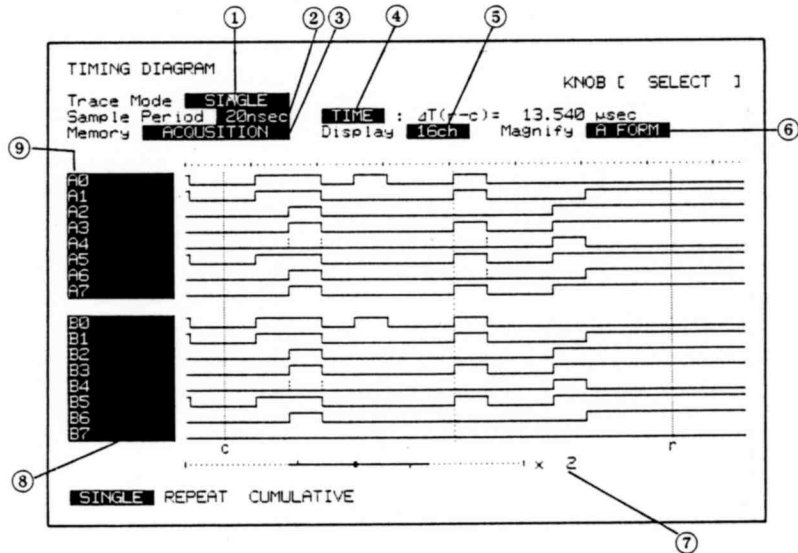 ① ② ③ ④ ⑤
TIMING DIAGRAM
KNOB [ SELECT ]
Trace Mode SINGLE
Sample Period 20nsec TIME : ⊿T(r-c)= 13.540 μsec
Memory ACQUSITION Display 16ch Magnify A FORM ⑥
⑨
A0
A1
A2
A3
A4
A5
A6
A7
B0
B1
B2
B3
B4
B5
B6
B7
c r
⑧
x 2
SINGLE REPEAT CUMULATIVE
⑦